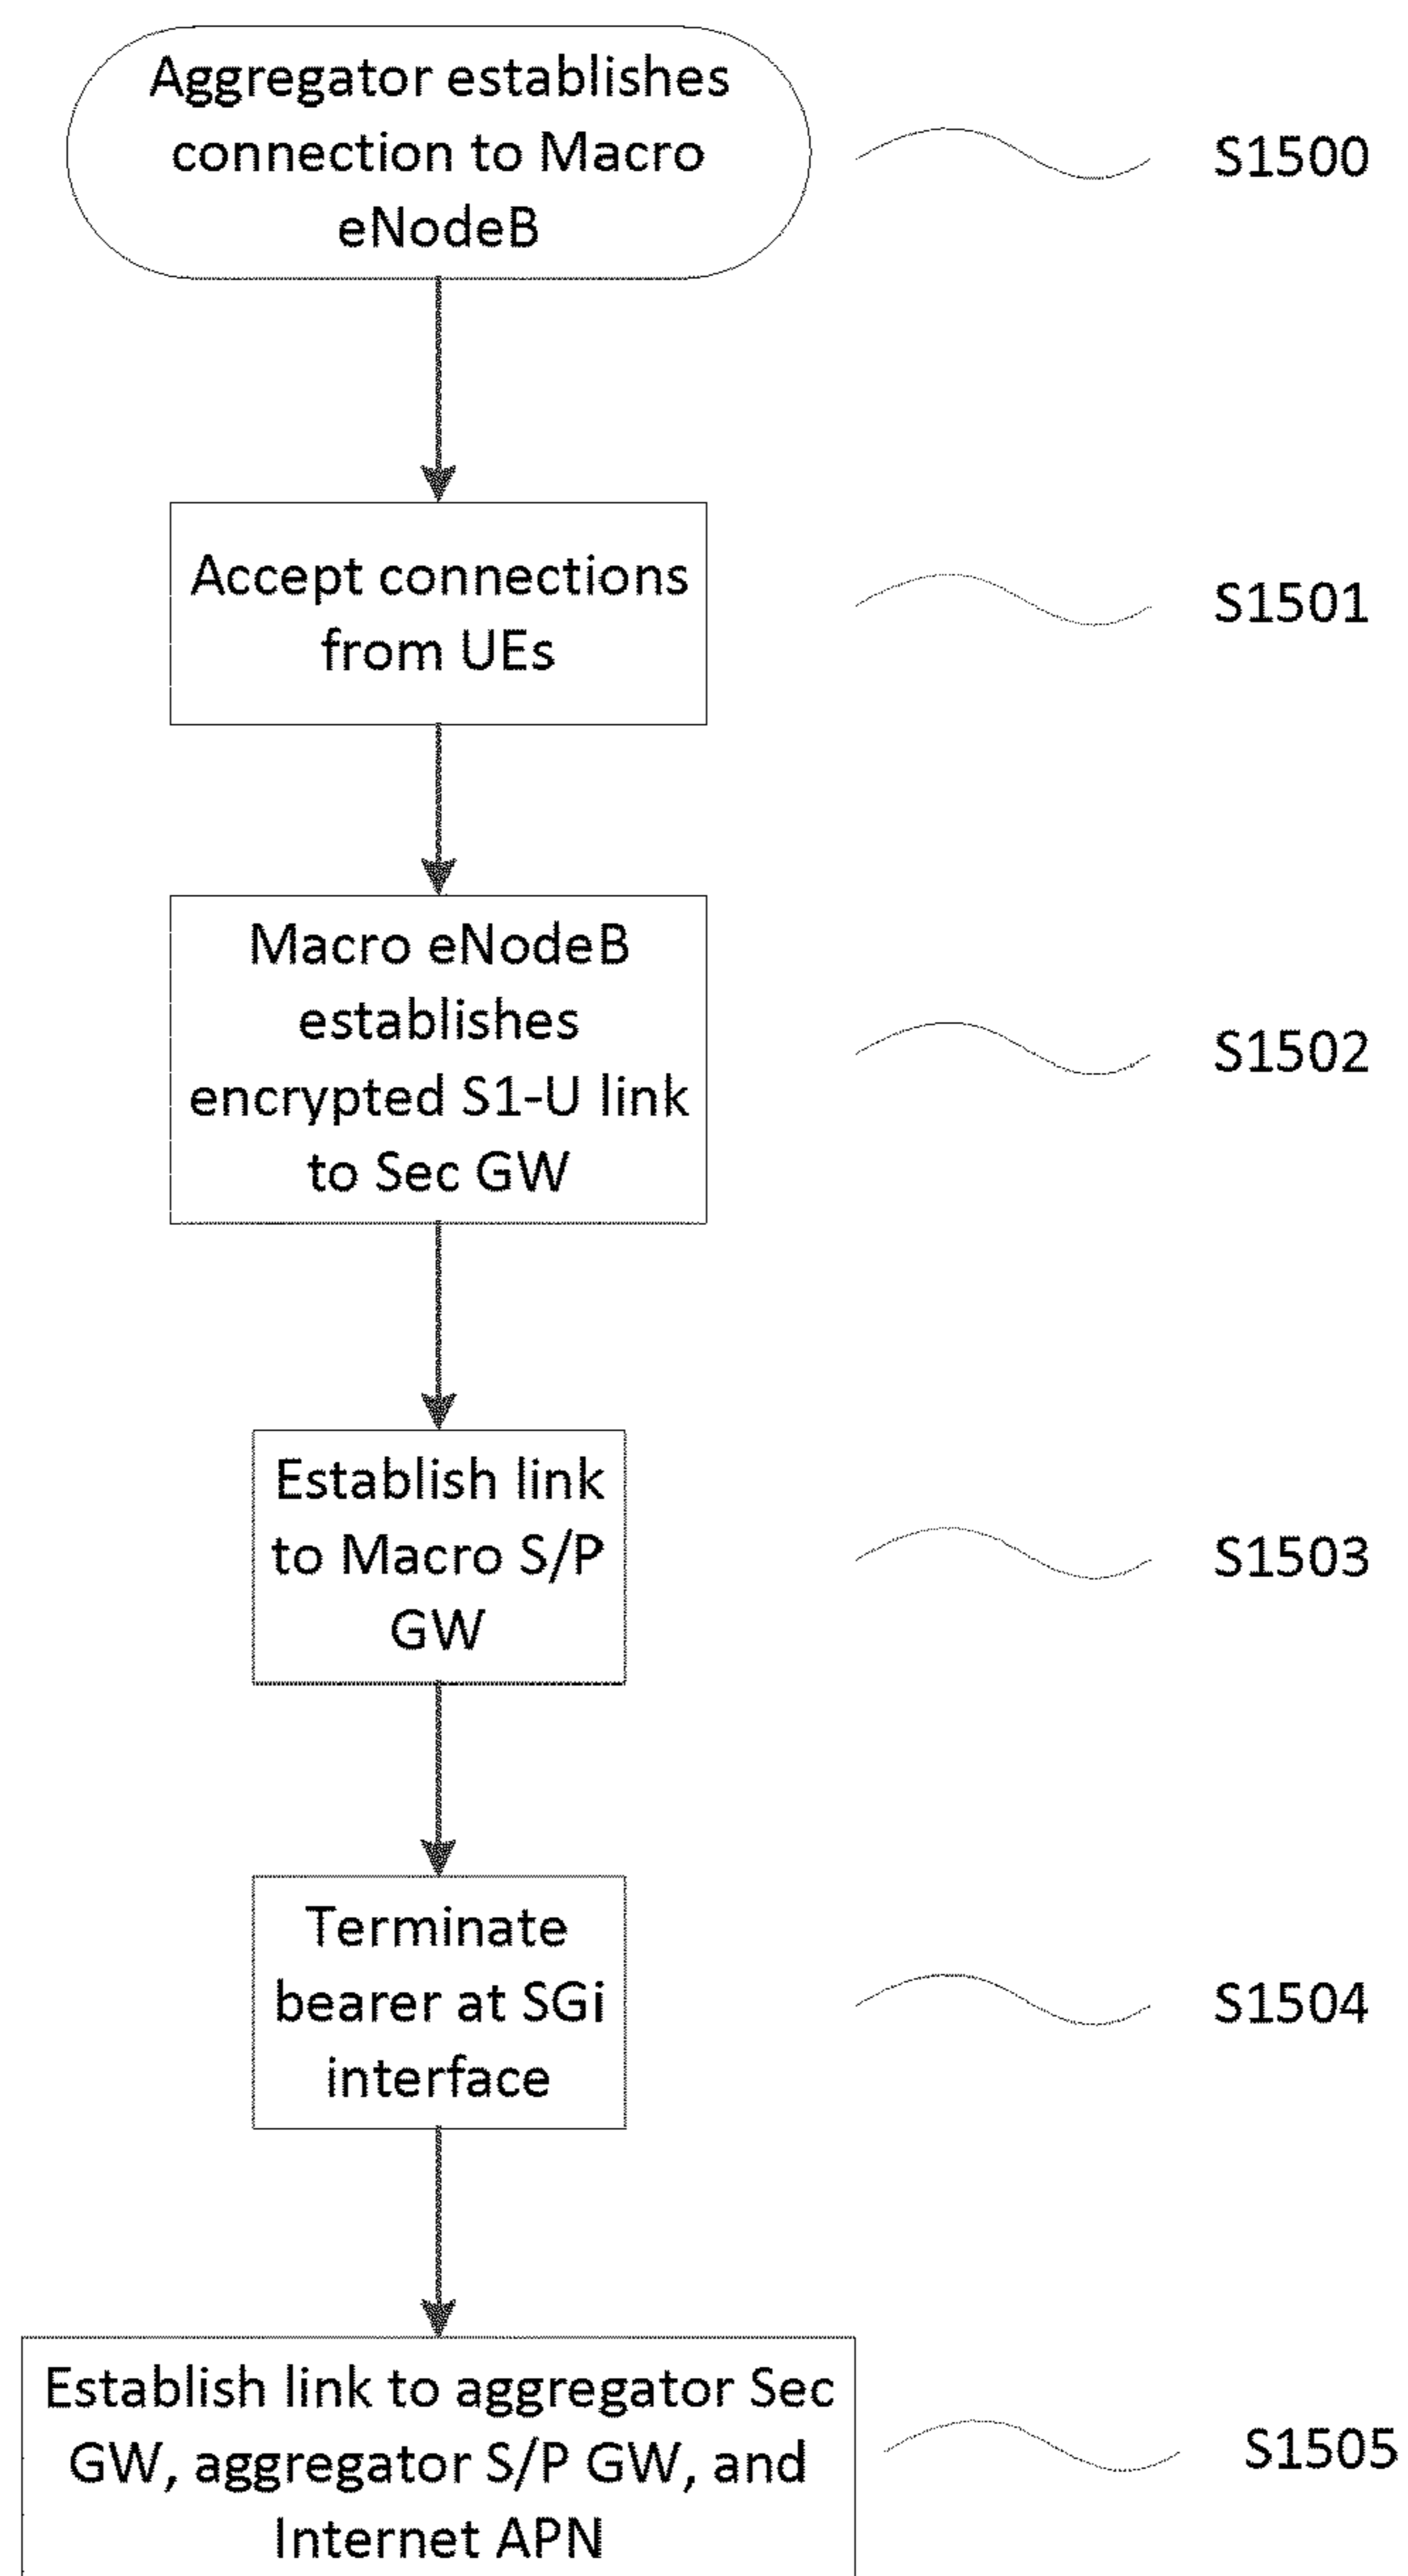 Aggregator establishes
connection to Macro
eNodeB
S1500
Accept connections
from UEs
S1501
Macro eNodeB
establishes
encrypted S1-U link
to Sec GW
S1502
Establish link
to Macro S/P
GW
S1503
Terminate
bearer at SGi
interface
S1504
Establish link to aggregator Sec
GW, aggregator S/P GW, and
Internet APN
S1505